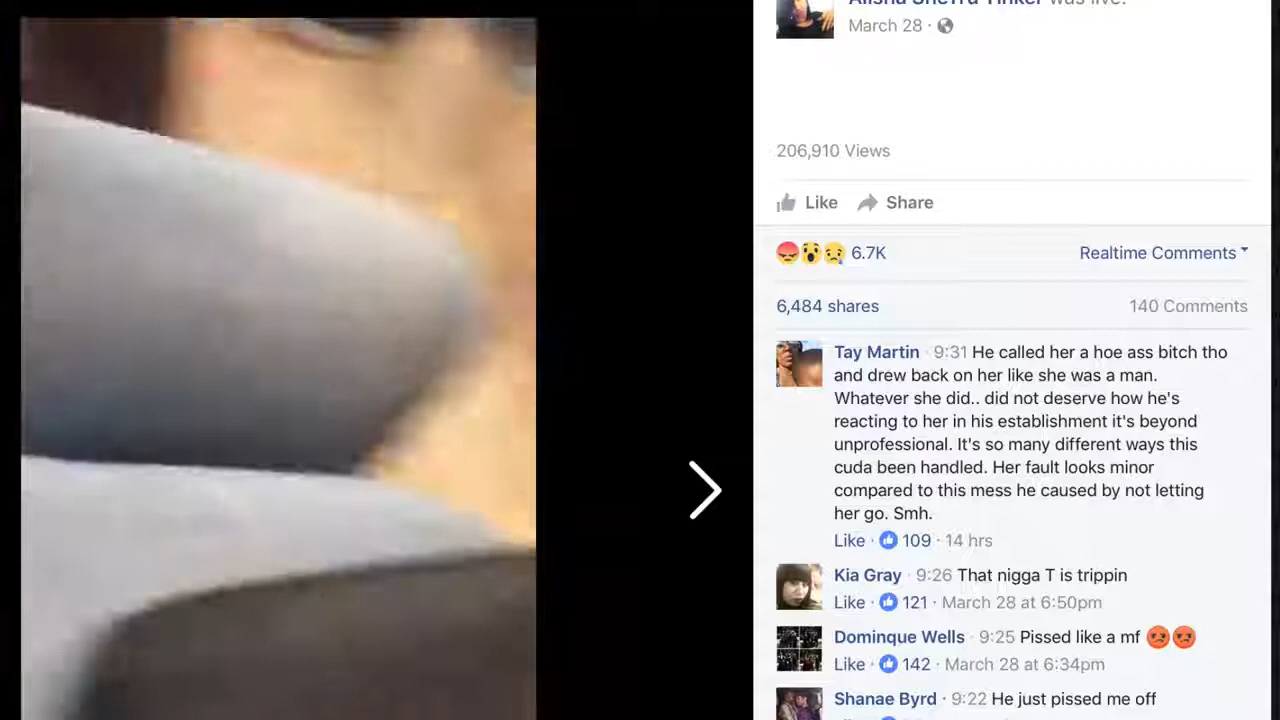 Alisha SheTra Tinker was live.
March 28 ·
206,910 Views
Like Share
6.7K Realtime Comments
6,484 shares 140 Comments
Tay Martin · 9:31 He called her a hoe ass bitch tho
and drew back on her like she was a man.
Whatever she did.. did not deserve how he's
reacting to her in his establishment it's beyond
unprofessional. It's so many different ways this
cuda been handled. Her fault looks minor
compared to this mess he caused by not letting
her go. Smh.
Like · 109 · 14 hrs
Kia Gray · 9:26 That nigga T is trippin
Like · 121 · March 28 at 6:50pm
Dominque Wells · 9:25 Pissed like a mf
Like · 142 · March 28 at 6:34pm
Shanae Byrd · 9:22 He just pissed me off